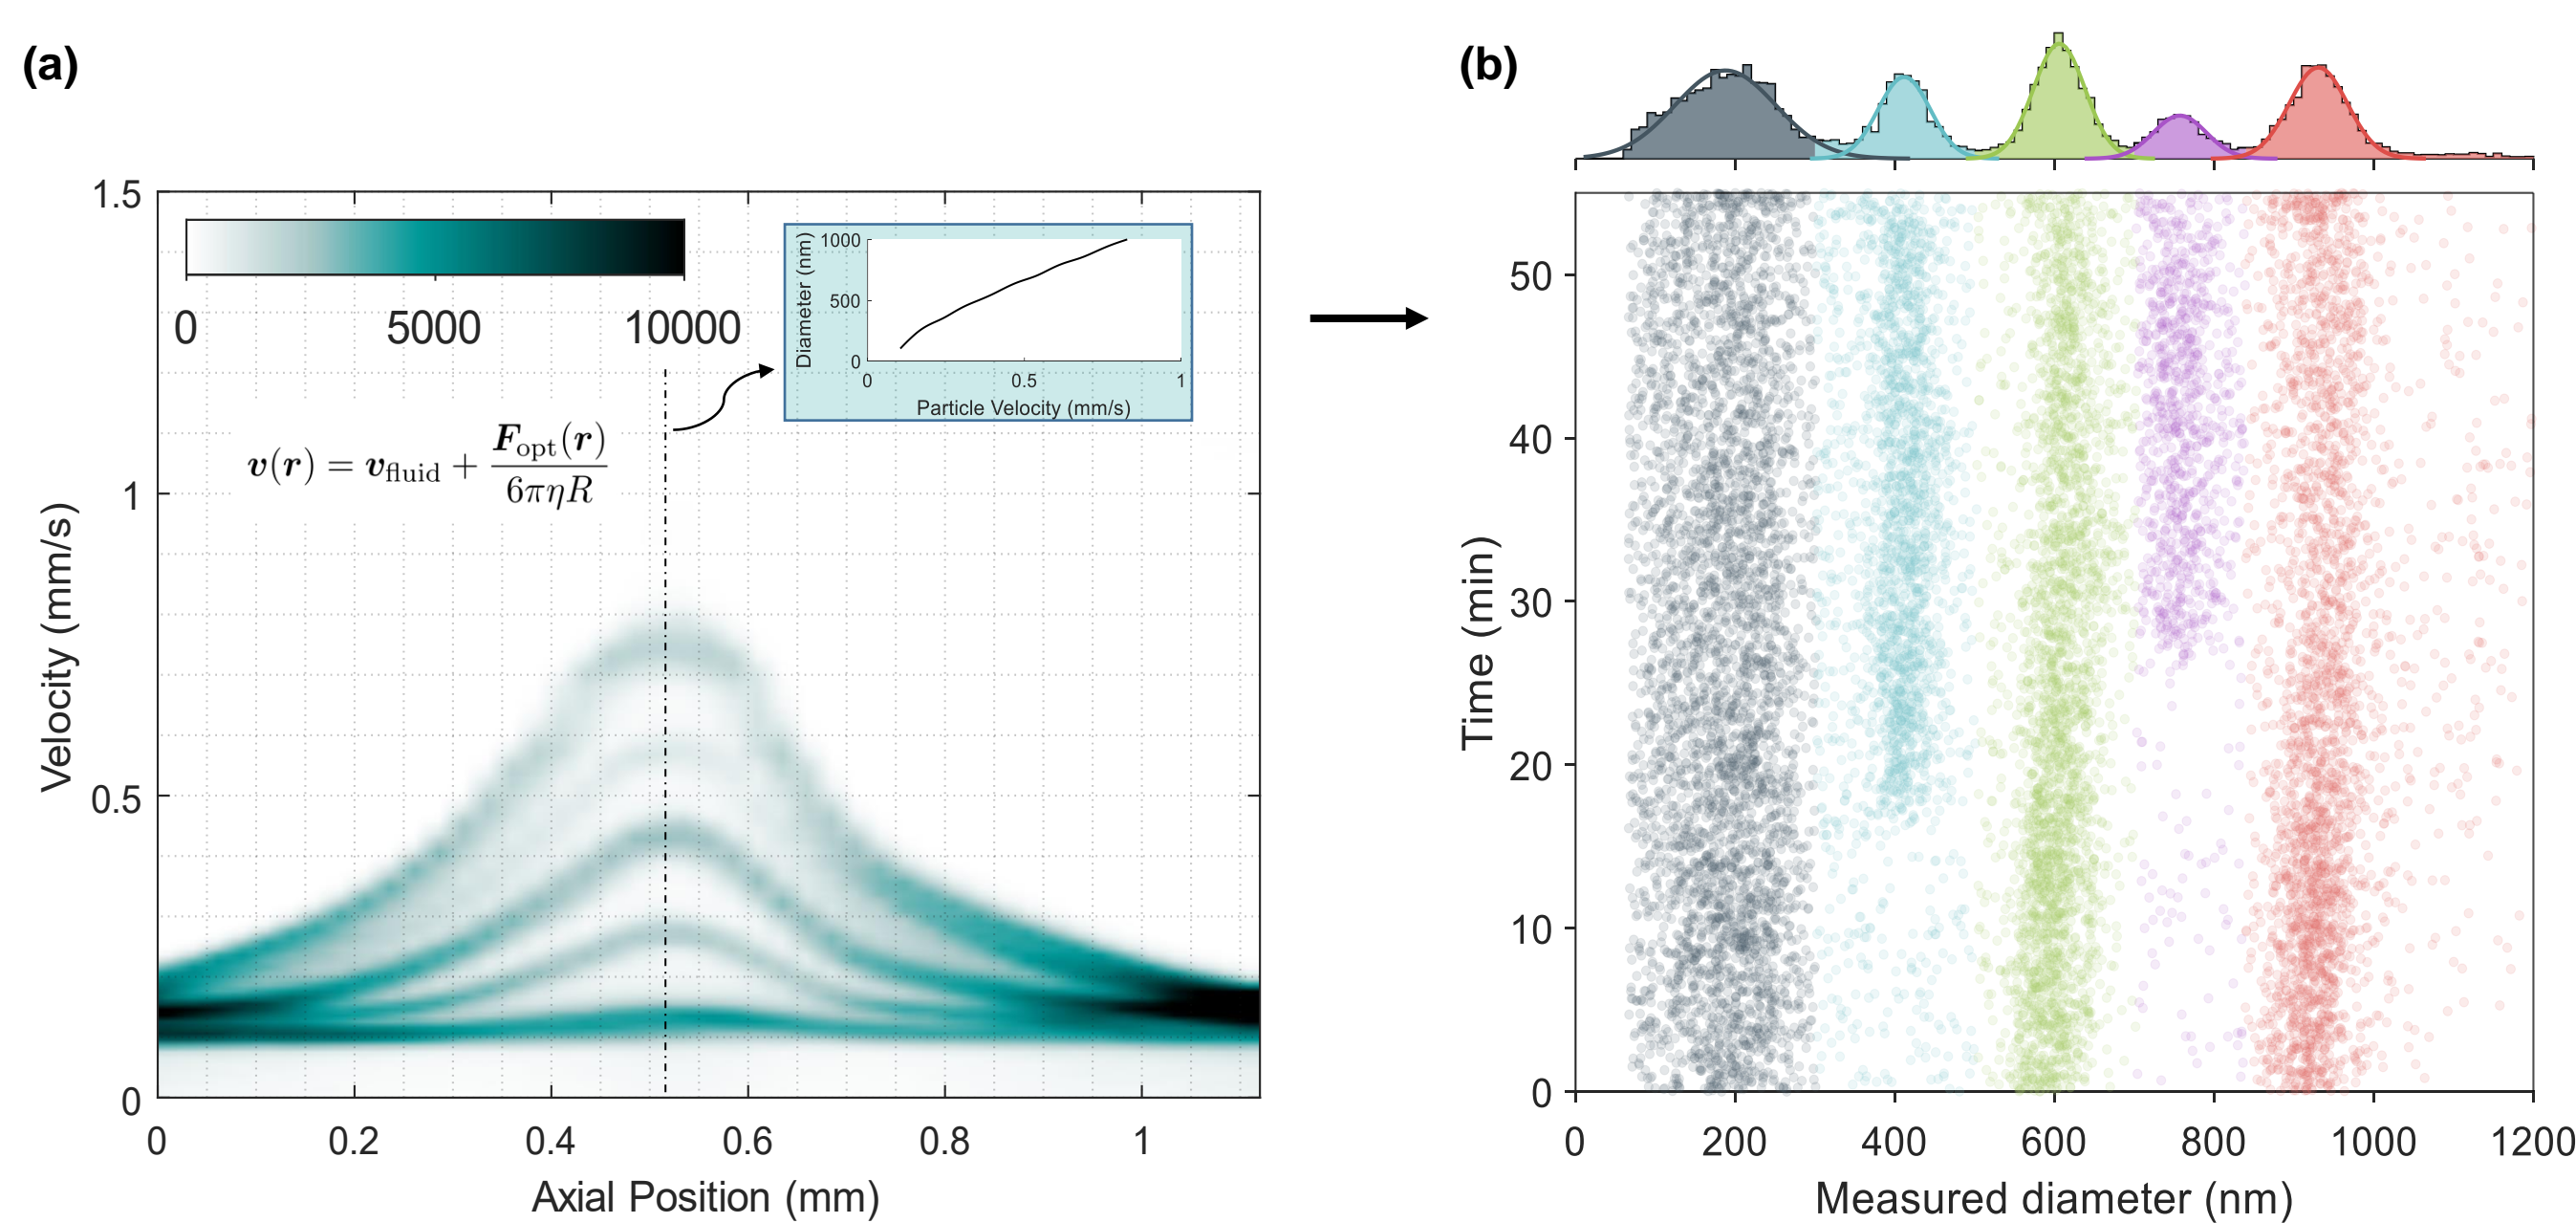 (a)
1.5
1
0.5
0
Velocity (mm/s)
0 5000 10000
v(r) = v_fluid + F_opt(r) / 6πηR
Diameter (nm)
1000
500
0
0 0.5 1
Particle Velocity (mm/s)
0 0.2 0.4 0.6 0.8 1
Axial Position (mm)
(b)
50
40
30
20
10
0
Time (min)
0 200 400 600 800 1000 1200
Measured diameter (nm)